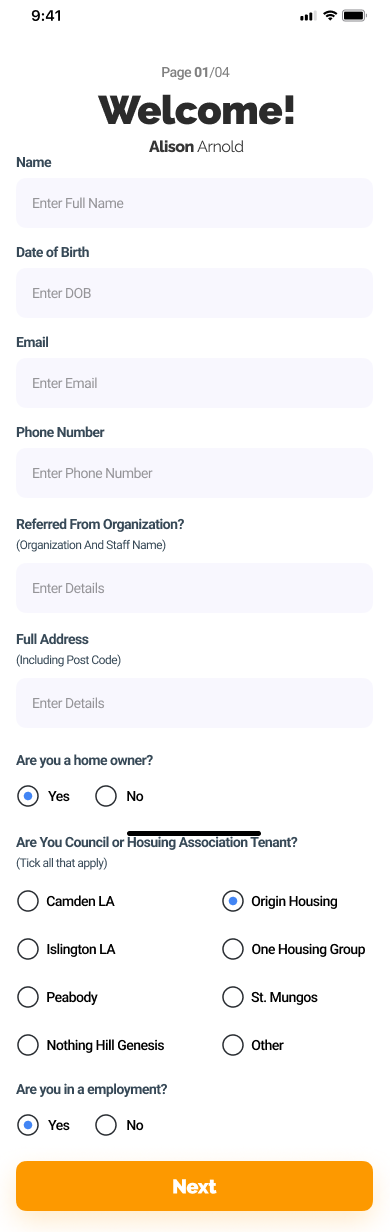 9:41
Page 01/04
Welcome!
Alison Arnold
Name
Enter Full Name
Date of Birth
Enter DOB
Email
Enter Email
Phone Number
Enter Phone Number
Referred From Organization?
(Organization And Staff Name)
Enter Details
Full Address
(Including Post Code)
Enter Details
Are you a home owner?
Yes No
Are You Council or Hosuing Association Tenant?
(Tick all that apply)
Camden LA Origin Housing
Islington LA One Housing Group
Peabody St. Mungos
Nothing Hill Genesis Other
Are you in a employment?
Yes No
Next